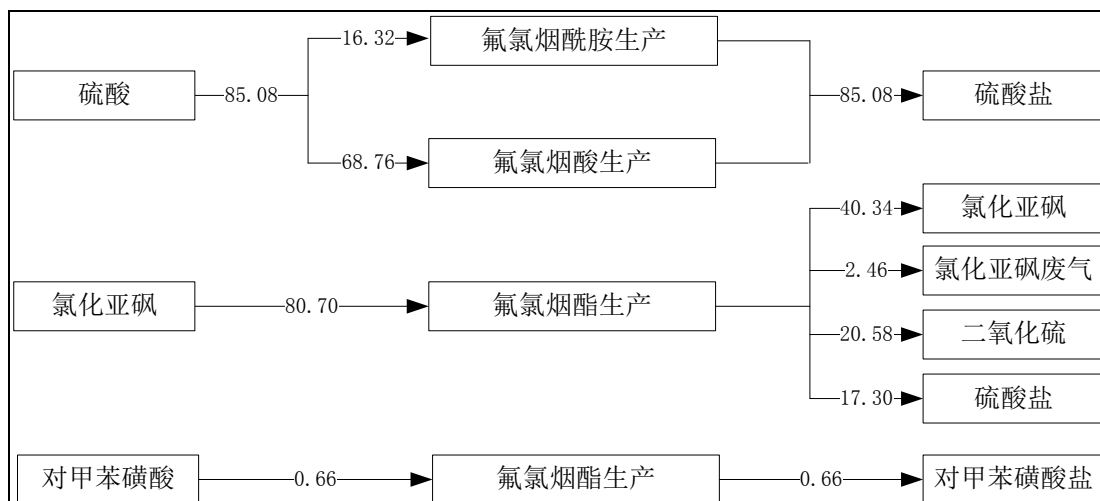 16.32
氟氯烟酰胺生产
硫酸
85.08
85.08
硫酸盐
68.76
氟氯烟酸生产
40.34
氯化亚砜
2.46
氯化亚砜废气
氯化亚砜
80.70
氟氯烟酯生产
20.58
二氧化硫
17.30
硫酸盐
对甲苯磺酸
0.66
氟氯烟酯生产
0.66
对甲苯磺酸盐